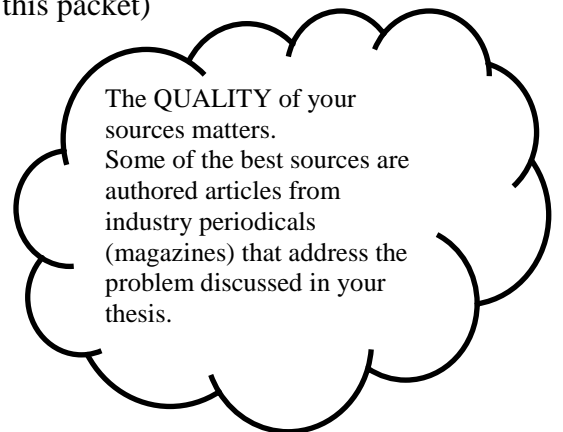 this packet)
The QUALITY of your
sources matters.
Some of the best sources are
authored articles from
industry periodicals
(magazines) that address the
problem discussed in your
thesis.